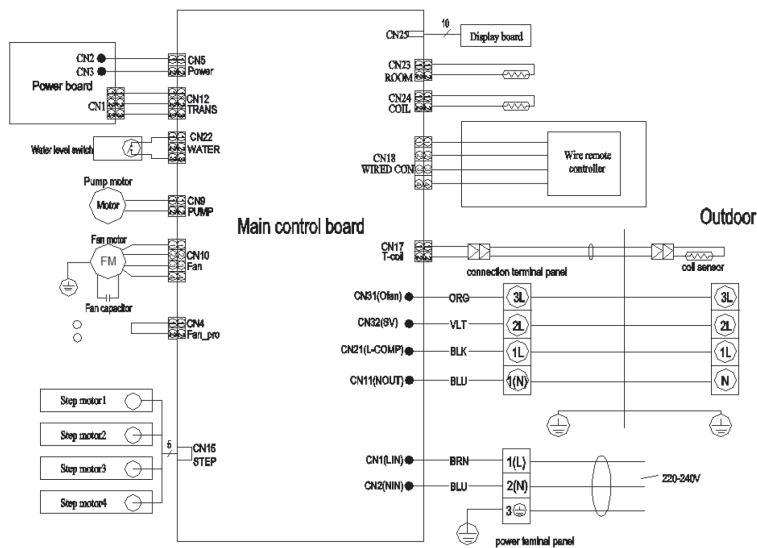 CN2
CN3
Power board
CN1
CN5
Power
CN12
TRANS
Water level switch
CN22
WATER
Pump motor
Motor
CN9
PUMP
Fan motor
FM
CN10
Fan
Fan capacitor
CN4
Fan_pro
Step motor1
Step motor2
Step motor3
Step motor4
5
CN15
STEP
Main control board
CN25
10
Display board
CN23
ROOM
CN24
COIL
CN18
WIRED CON
Wire remote
controller
Outdoor
CN17
T-coil
connection terminal panel
coil sensor
CN31(Ofan) ORG 3L 3L
CN32(SV) VLT 2L 2L
CN21(L-COMP) BLK 1L 1L
CN11(NOUT) BLU 1(N) N
CN1(LIN) BRN 1(L)
CN2(NIN) BLU 2(N)
220-240V
3
power teminal panel